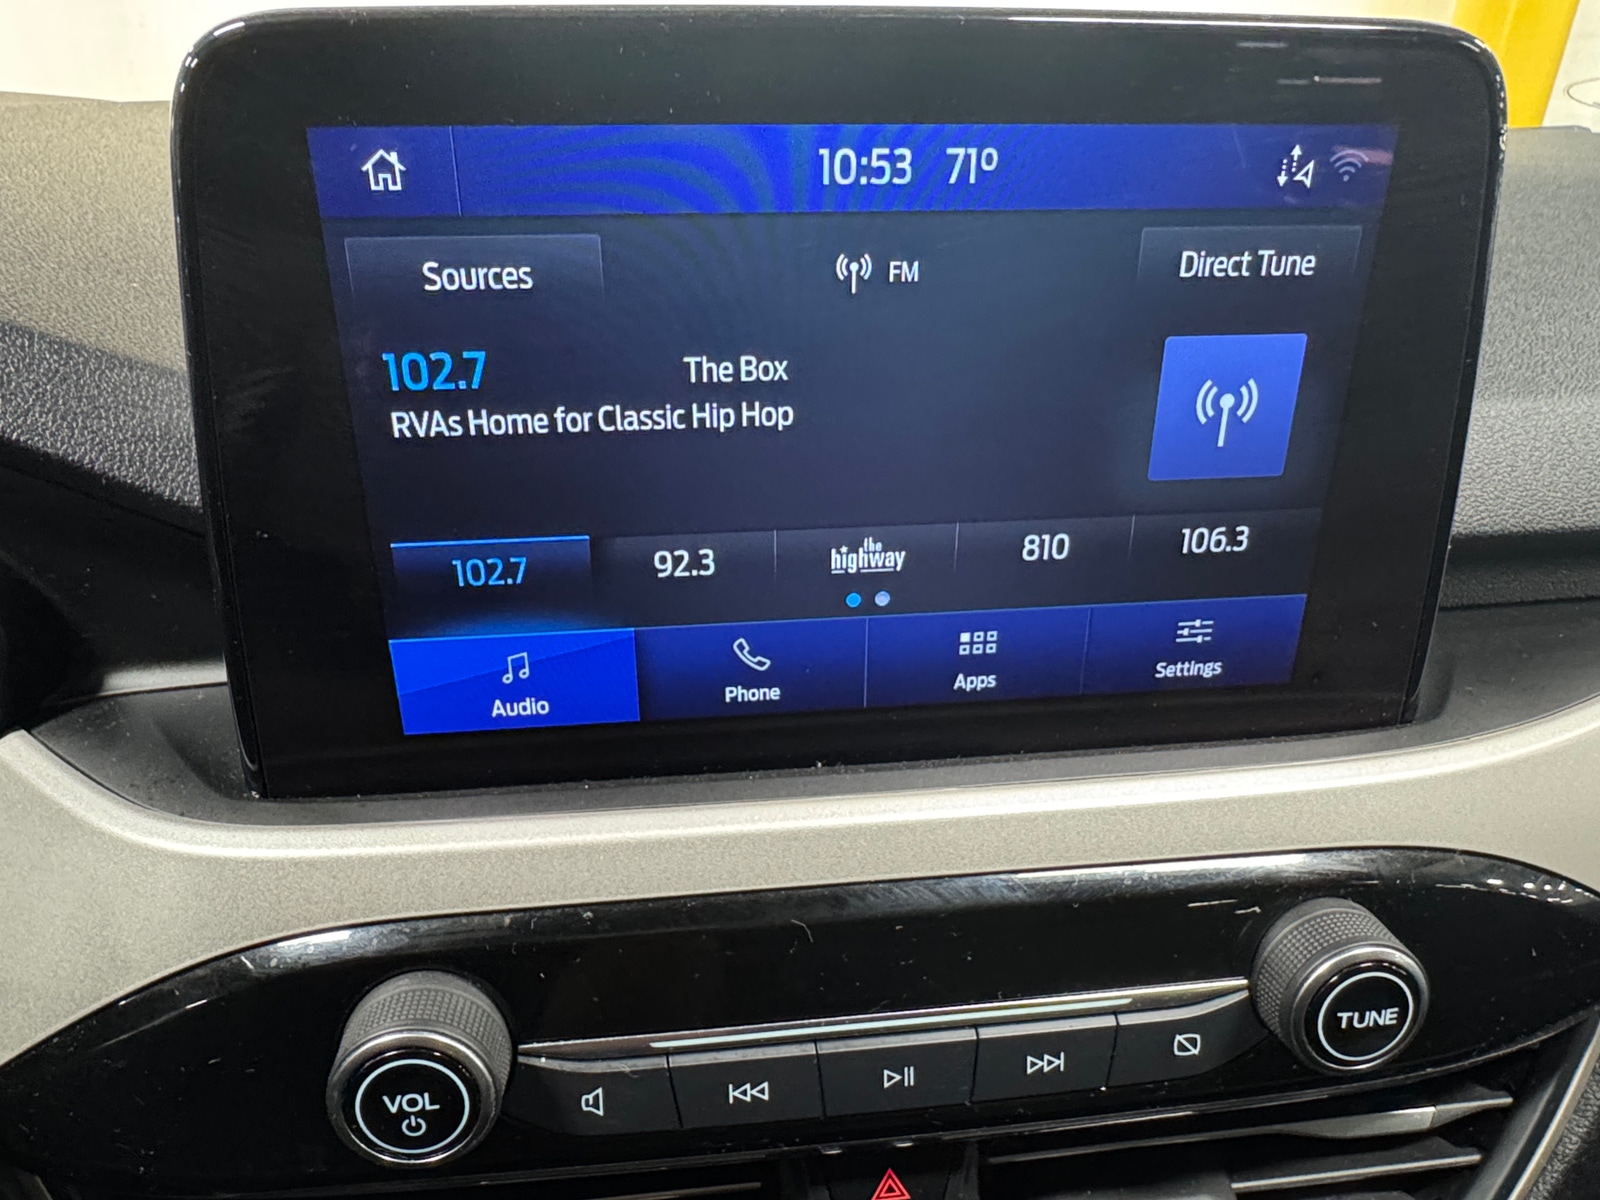 10:53 71º
Sources
FM
Direct Tune
102.7
The Box
RVAs Home for Classic Hip Hop
102.7
92.3
the highway
810
106.3
Audio
Phone
Apps
Settings
VOL
TUNE